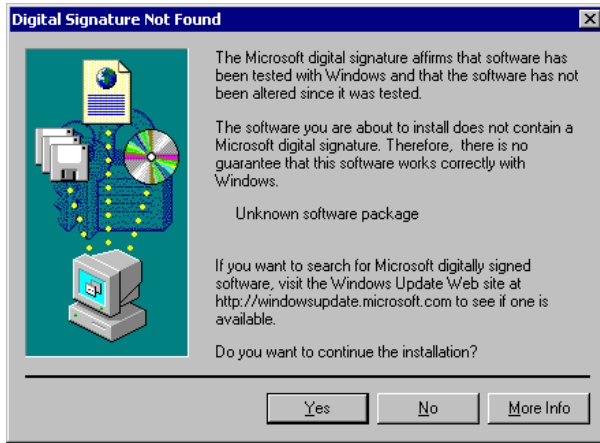 Digital Signature Not Found
The Microsoft digital signature affirms that software has
been tested with Windows and that the software has not
been altered since it was tested.
The software you are about to install does not contain a
Microsoft digital signature. Therefore,  there is no
guarantee that this software works correctly with
Windows.
Unknown software package
If you want to search for Microsoft digitally signed
software, visit the Windows Update Web site at
http://windowsupdate.microsoft.com to see if one is
available.
Do you want to continue the installation?
Yes
No
More Info